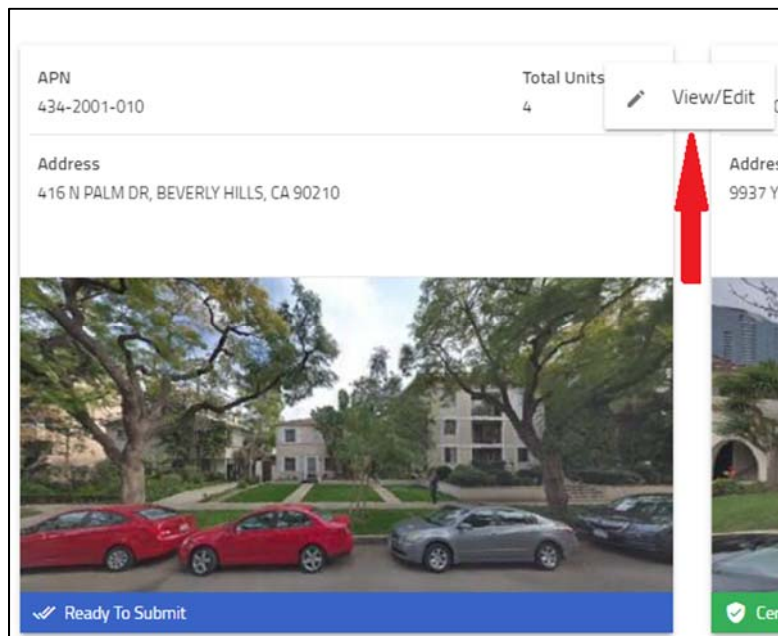 APN
Total Units
434-2001-010
4
View/Edit
Address
416 N PALM DR, BEVERLY HILLS, CA 90210
9937 Y
Ready To Submit